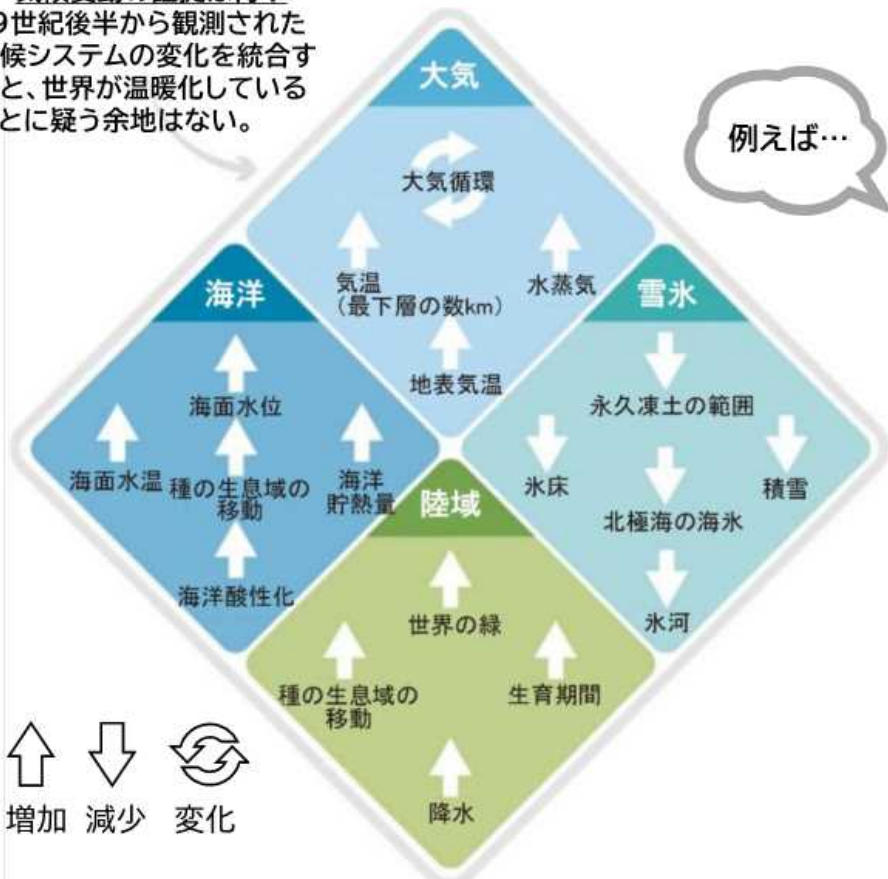 9世紀後半から観測された
候システムの変化を統合す
と、世界が温暖化している
とに疑う余地はない。
大気
例えば…
大気循環
気温
（最下層の数km）
水蒸気
地表気温
海洋
海面水位
海面水温
種の生息域の
移動
海洋
貯熱量
海洋酸性化
雪氷
永久凍土の範囲
氷床
積雪
北極海の海氷
氷河
陸域
世界の緑
種の生息域の
移動
生育期間
降水
増加
減少
変化